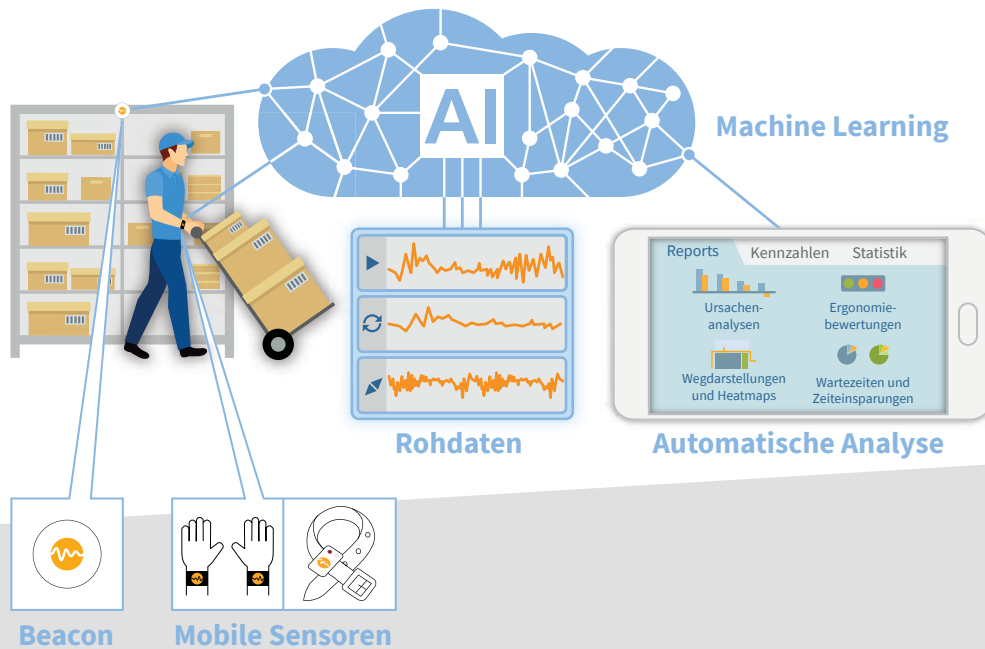 AI
Machine Learning
Reports Kennzahlen Statistik
Ursachen-
analysen
Ergonomie-
bewertungen
Wegdarstellungen
und Heatmaps
Wartezeiten und
Zeiteinsparungen
Rohdaten
Automatische Analyse
Beacon
Mobile Sensoren